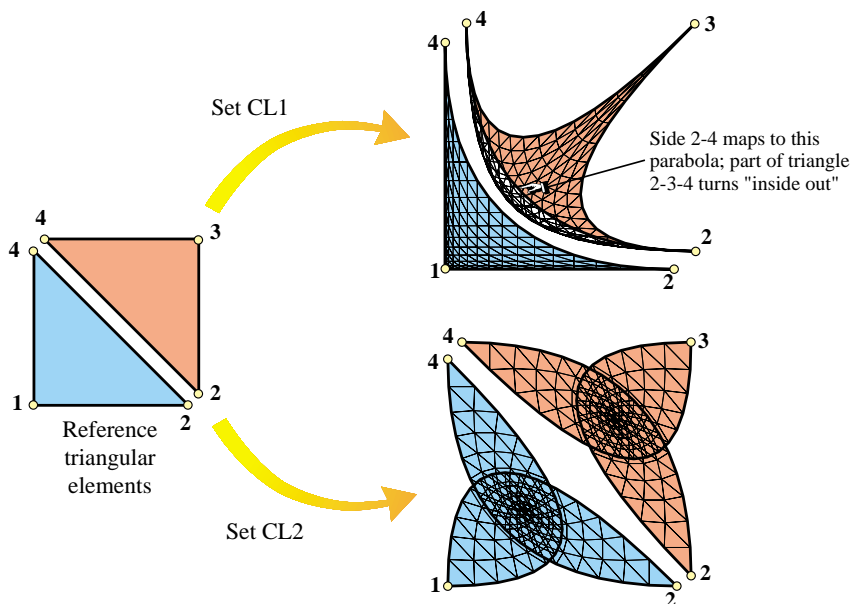 4
4
3
Set CL1
Side 2-4 maps to this
parabola; part of triangle
2-3-4 turns "inside out"
2
1
2
4
3
4
2
1
2
Reference
triangular
elements
4
3
4
Set CL2
2
1
2